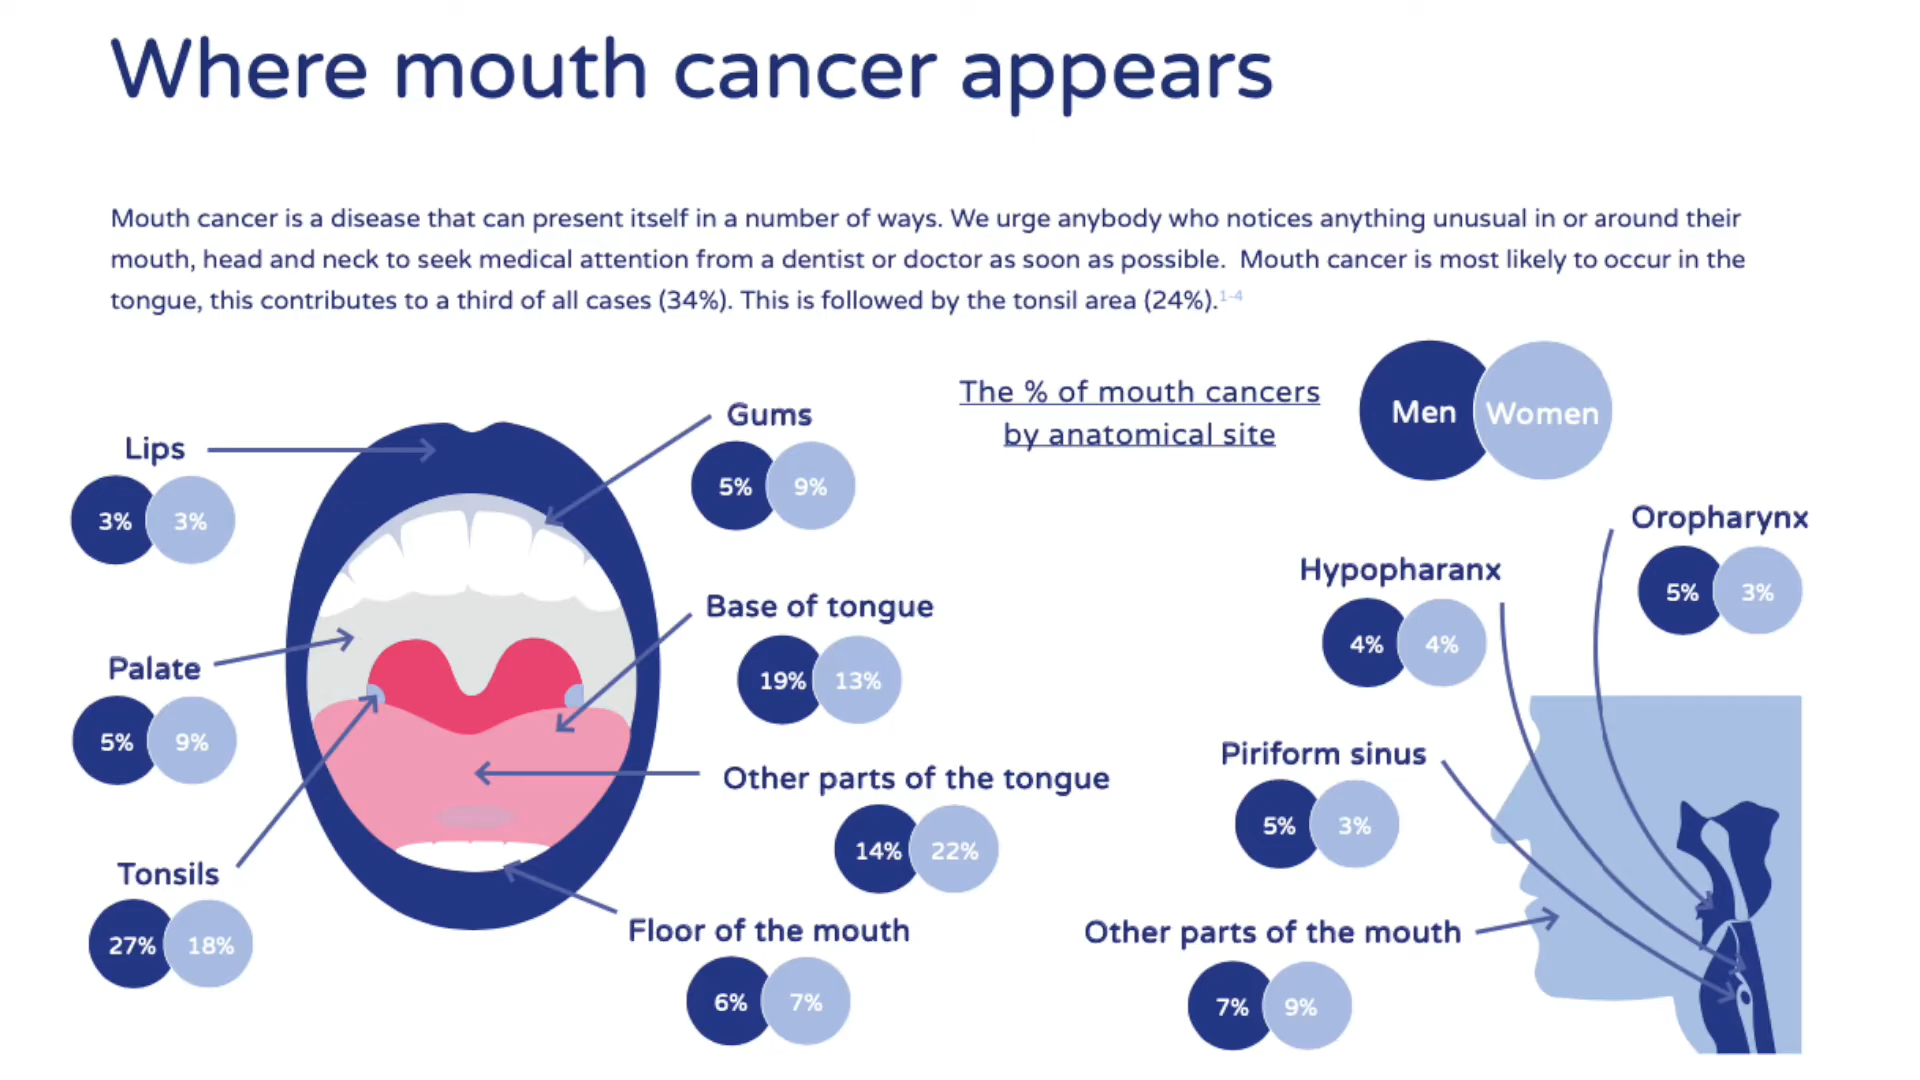 Where mouth cancer appears
Mouth cancer is a disease that can present itself in a number of ways. We urge anybody who notices anything unusual in or around their
mouth, head and neck to seek medical attention from a dentist or doctor as soon as possible.  Mouth cancer is most likely to occur in the
tongue, this contributes to a third of all cases (34%). This is followed by the tonsil area (24%).1-4
The % of mouth cancers
by anatomical site
Men Women
Lips
3% 3%
Gums
5% 9%
Palate
5% 9%
Base of tongue
19% 13%
Other parts of the tongue
14% 22%
Tonsils
27% 18%
Floor of the mouth
6% 7%
Oropharynx
5% 3%
Hypopharanx
4% 4%
Piriform sinus
5% 3%
Other parts of the mouth
7% 9%